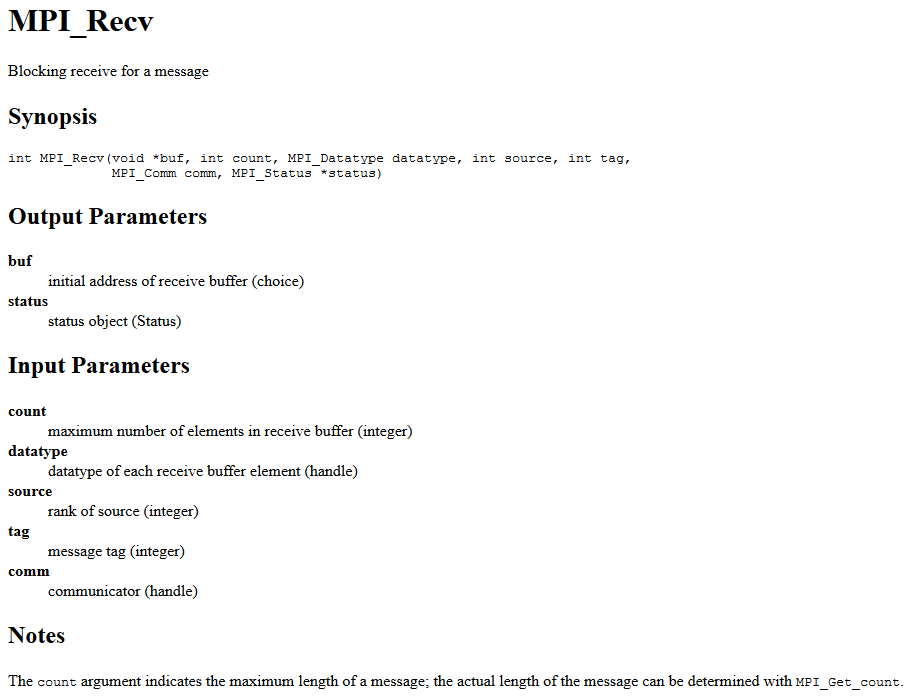 MPI_Recv
Blocking receive for a message
Synopsis
int MPI_Recv(void *buf, int count, MPI_Datatype datatype, int source, int tag,
MPI_Comm comm, MPI_Status *status)
Output Parameters
buf
initial address of receive buffer (choice)
status
status object (Status)
Input Parameters
count
maximum number of elements in receive buffer (integer)
datatype
datatype of each receive buffer element (handle)
source
rank of source (integer)
tag
message tag (integer)
comm
communicator (handle)
Notes
The count argument indicates the maximum length of a message; the actual length of the message can be determined with MPI_Get_count.